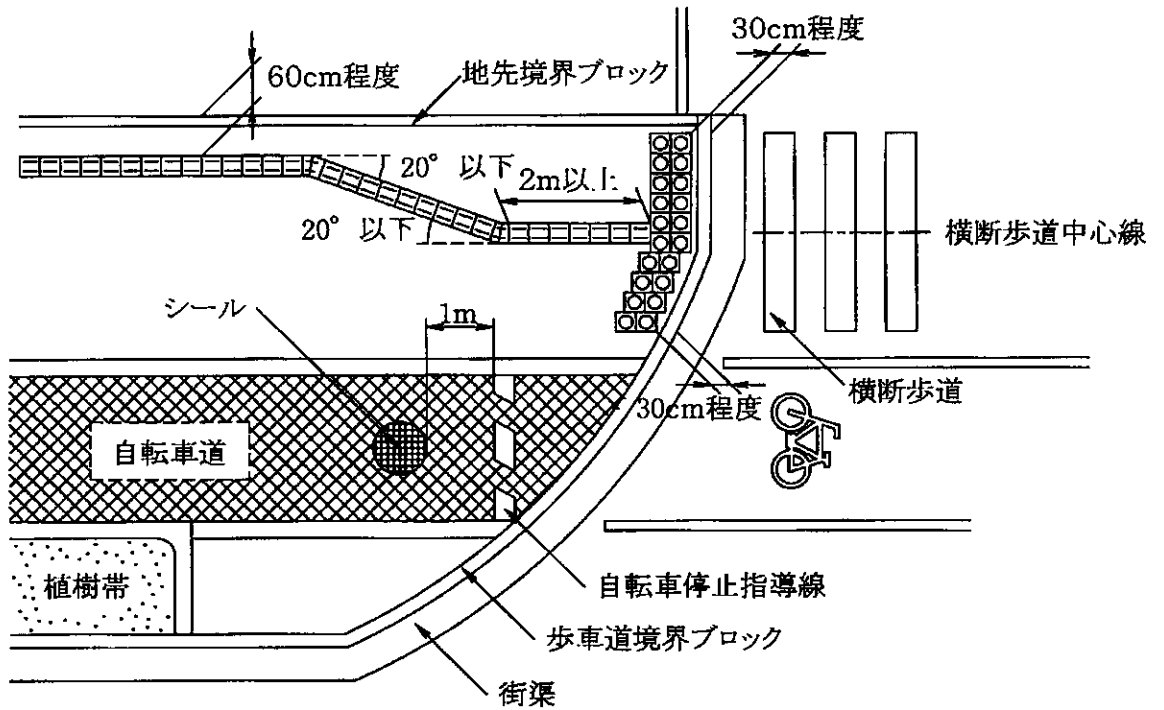 30cm程度
60cm程度
地先境界ブロック
20° 以下
2m以上
20° 以下
横断歩道中心線
シール
1m
30cm程度
横断歩道
自転車道
植樹帯
自転車停止指導線
歩車道境界ブロック
街渠